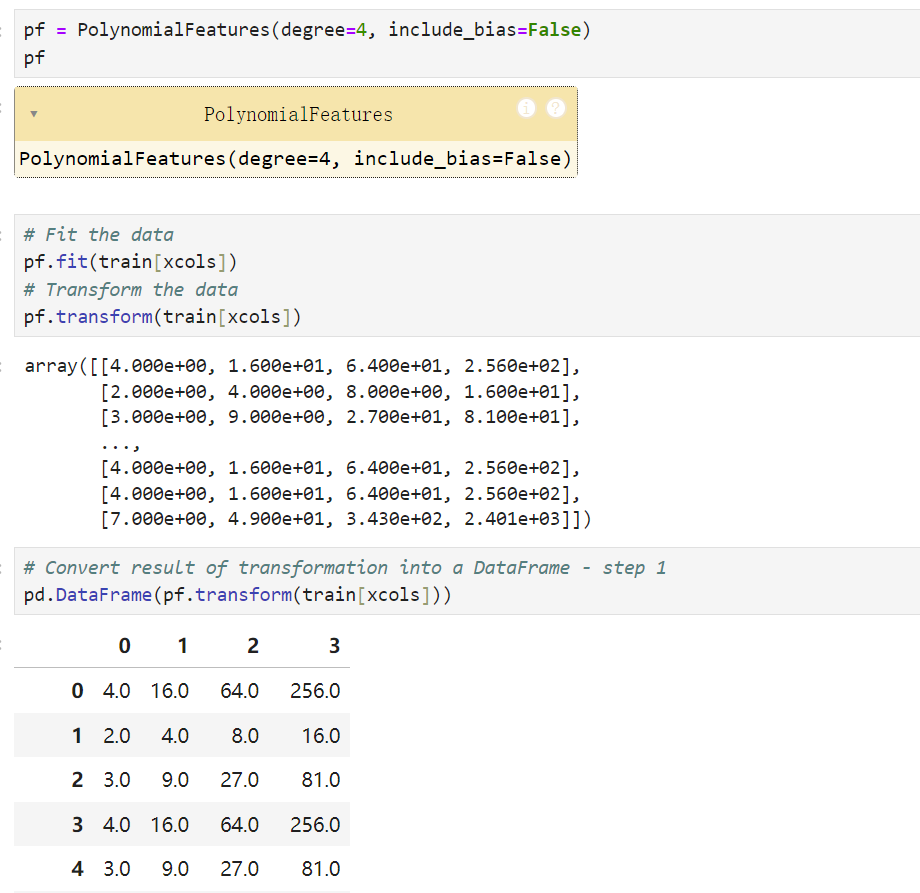 pf = PolynomialFeatures(degree=4, include_bias=False)
pf
PolynomialFeatures
i ?
PolynomialFeatures(degree=4, include_bias=False)
# Fit the data
pf.fit(train[xcols])
# Transform the data
pf.transform(train[xcols])
array([[4.000e+00, 1.600e+01, 6.400e+01, 2.560e+02],
[2.000e+00, 4.000e+00, 8.000e+00, 1.600e+01],
[3.000e+00, 9.000e+00, 2.700e+01, 8.100e+01],
...,
[4.000e+00, 1.600e+01, 6.400e+01, 2.560e+02],
[4.000e+00, 1.600e+01, 6.400e+01, 2.560e+02],
[7.000e+00, 4.900e+01, 3.430e+02, 2.401e+03]])
# Convert result of transformation into a DataFrame - step 1
pd.DataFrame(pf.transform(train[xcols]))
0 1 2 3
0 4.0 16.0 64.0 256.0
1 2.0 4.0 8.0 16.0
2 3.0 9.0 27.0 81.0
3 4.0 16.0 64.0 256.0
4 3.0 9.0 27.0 81.0